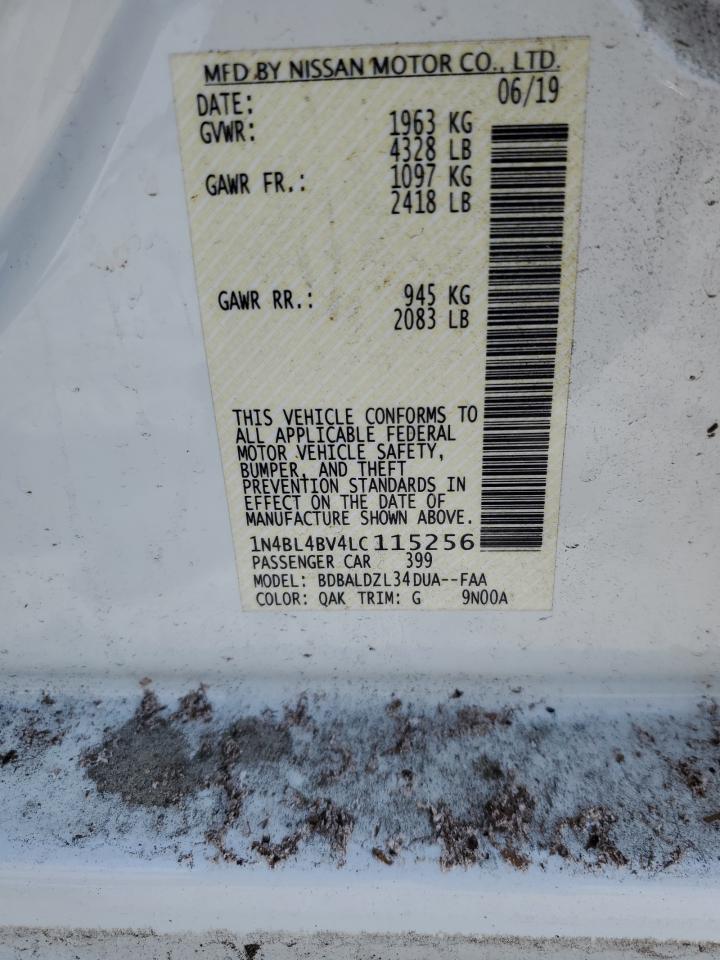 MFD BY NISSAN MOTOR CO., LTD.
DATE: 06/19
GVWR: 1963 KG
4328 LB
GAWR FR.: 1097 KG
2418 LB
GAWR RR.: 945 KG
2083 LB
THIS VEHICLE CONFORMS TO
ALL APPLICABLE FEDERAL
MOTOR VEHICLE SAFETY,
BUMPER, AND THEFT
PREVENTION STANDARDS IN
EFFECT ON THE DATE OF
MANUFACTURE SHOWN ABOVE.
1N4BL4BV4LC115256
PASSENGER CAR 399
MODEL: BDBALDZL34DUA--FAA
COLOR: QAK TRIM: G 9N00A